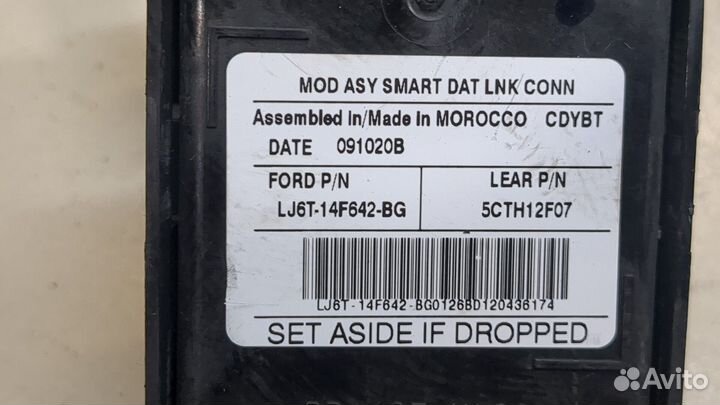 MOD ASY SMART DAT LNK CONN
Assembled in/Made in MOROCCO CDYBT
DATE 091020B
FORD P/N LEAR P/N
LJ6T-14F642-BG 5CTH12F07
LJ6T-14F642-BG0126BD120436174
SET ASIDE IF DROPPED
Avito